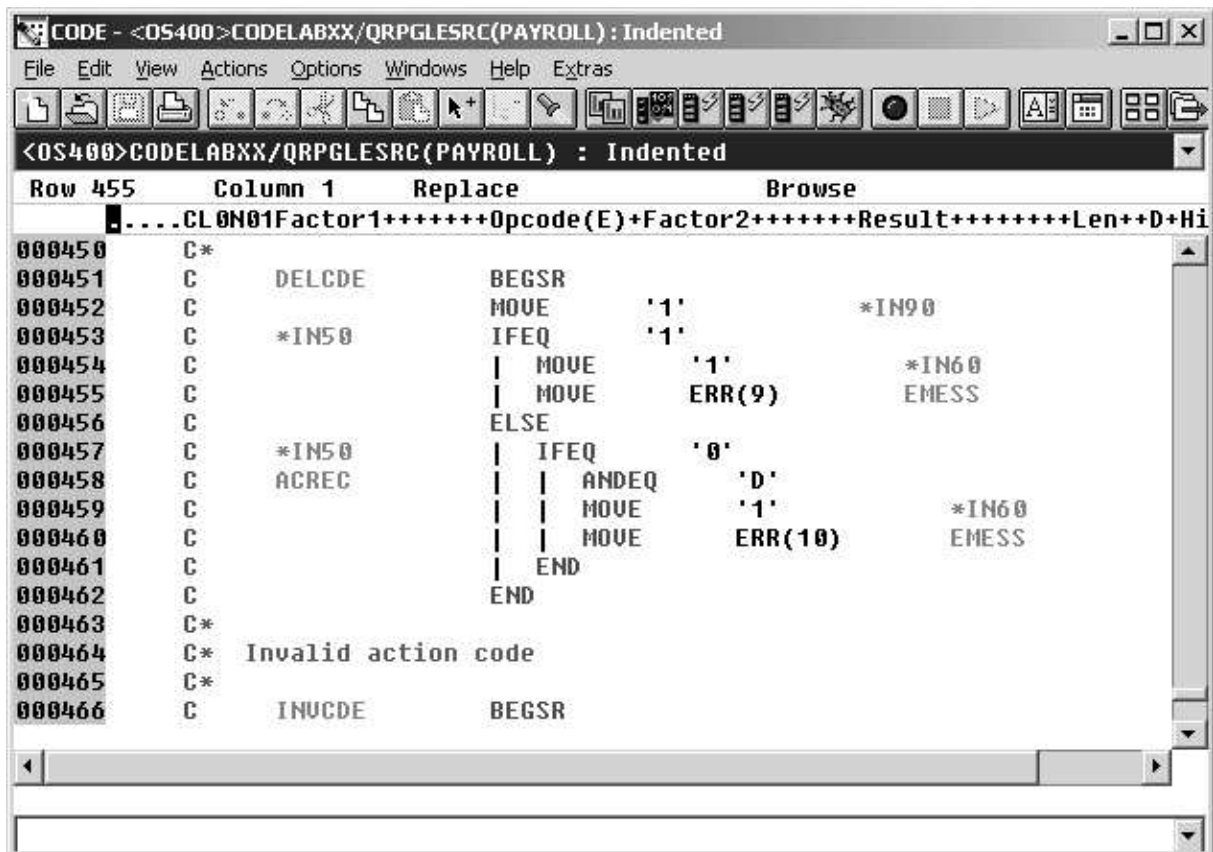 CODE - <OS400>CODELABXX/QRPGLESRC(PAYROLL) : Indented
File Edit View Actions Options Windows Help Extras
<OS400>CODELABXX/QRPGLESRC(PAYROLL) : Indented
Row 455 Column 1 Replace Browse
.....CL0N01Factor1+++++++Opcode(E)+Factor2+++++++Result++++++++Len++D+Hi
000450 C*
000451 C DELCDE BEGSR
000452 C MOVE '1' *IN90
000453 C *IN50 IFEQ '1'
000454 C | MOVE '1' *IN60
000455 C | MOVE ERR(9) EMESS
000456 C ELSE
000457 C *IN50 | IFEQ '0'
000458 C ACREC | | ANDEQ 'D'
000459 C | | MOVE '1' *IN60
000460 C | | MOVE ERR(10) EMESS
000461 C | END
000462 C END
000463 C*
000464 C* Invalid action code
000465 C*
000466 C INVCDE BEGSR